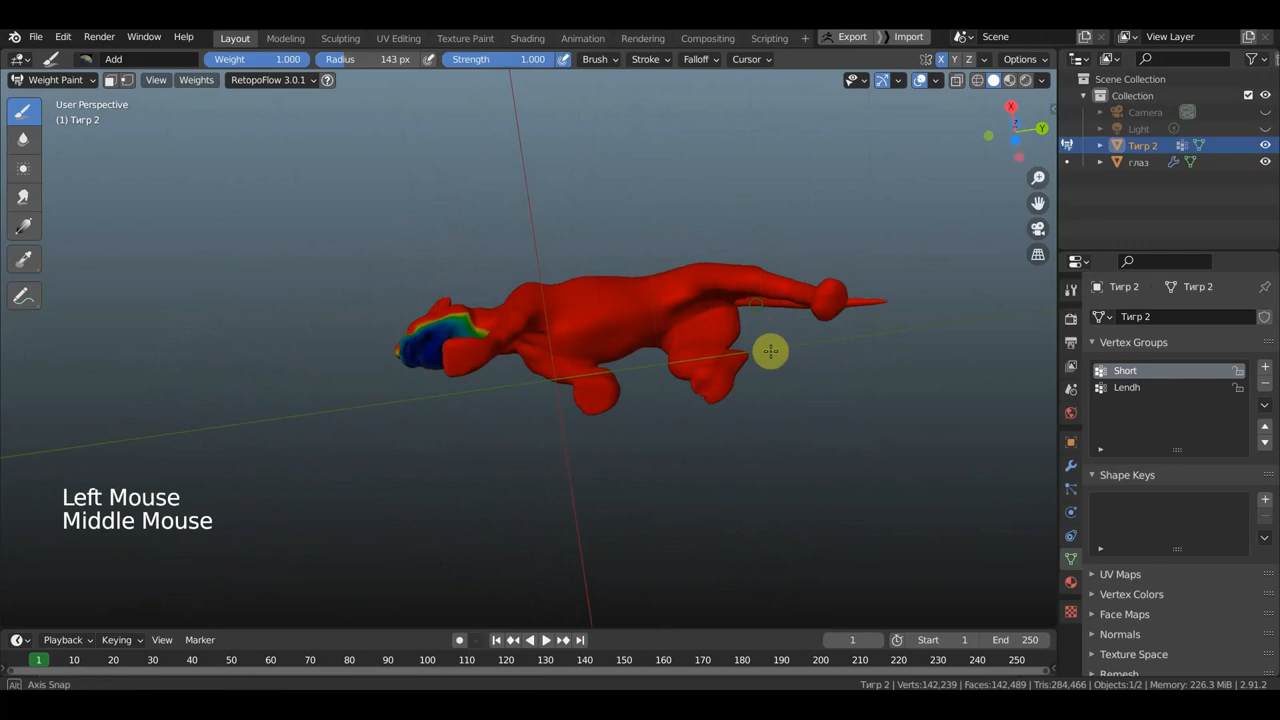 File Edit Render Window Help Layout Modeling Sculpting UV Editing Texture Paint Shading Animation Rendering Compositing Scripting + Export Import Scene View Layer
Add Weight 1.000 Radius 143 px Strength 1.000 Brush Stroke Falloff Cursor X Y Z Options
Weight Paint View Weights RetopoFlow 3.0.1
User Perspective
(1) Тигр 2
Scene Collection
Collection
Camera
Light
Тигр 2
глаз
X
Y
Z
Тигр 2 Тигр 2
Тигр 2
Vertex Groups
Short
Lendh
Shape Keys
UV Maps
Vertex Colors
Face Maps
Normals
Texture Space
Remesh
Left Mouse
Middle Mouse
Playback Keying View Marker 1 Start 1 End 250
1 10 20 30 40 50 60 70 80 90 100 110 120 130 140 150 160 170 180 190 200 210 220 230 240 250
Alt Axis Snap Тигр 2 | Verts:142,239 | Faces:142,489 | Tris:284,466 | Objects:1/2 | Memory: 226.3 MiB | 2.91.2